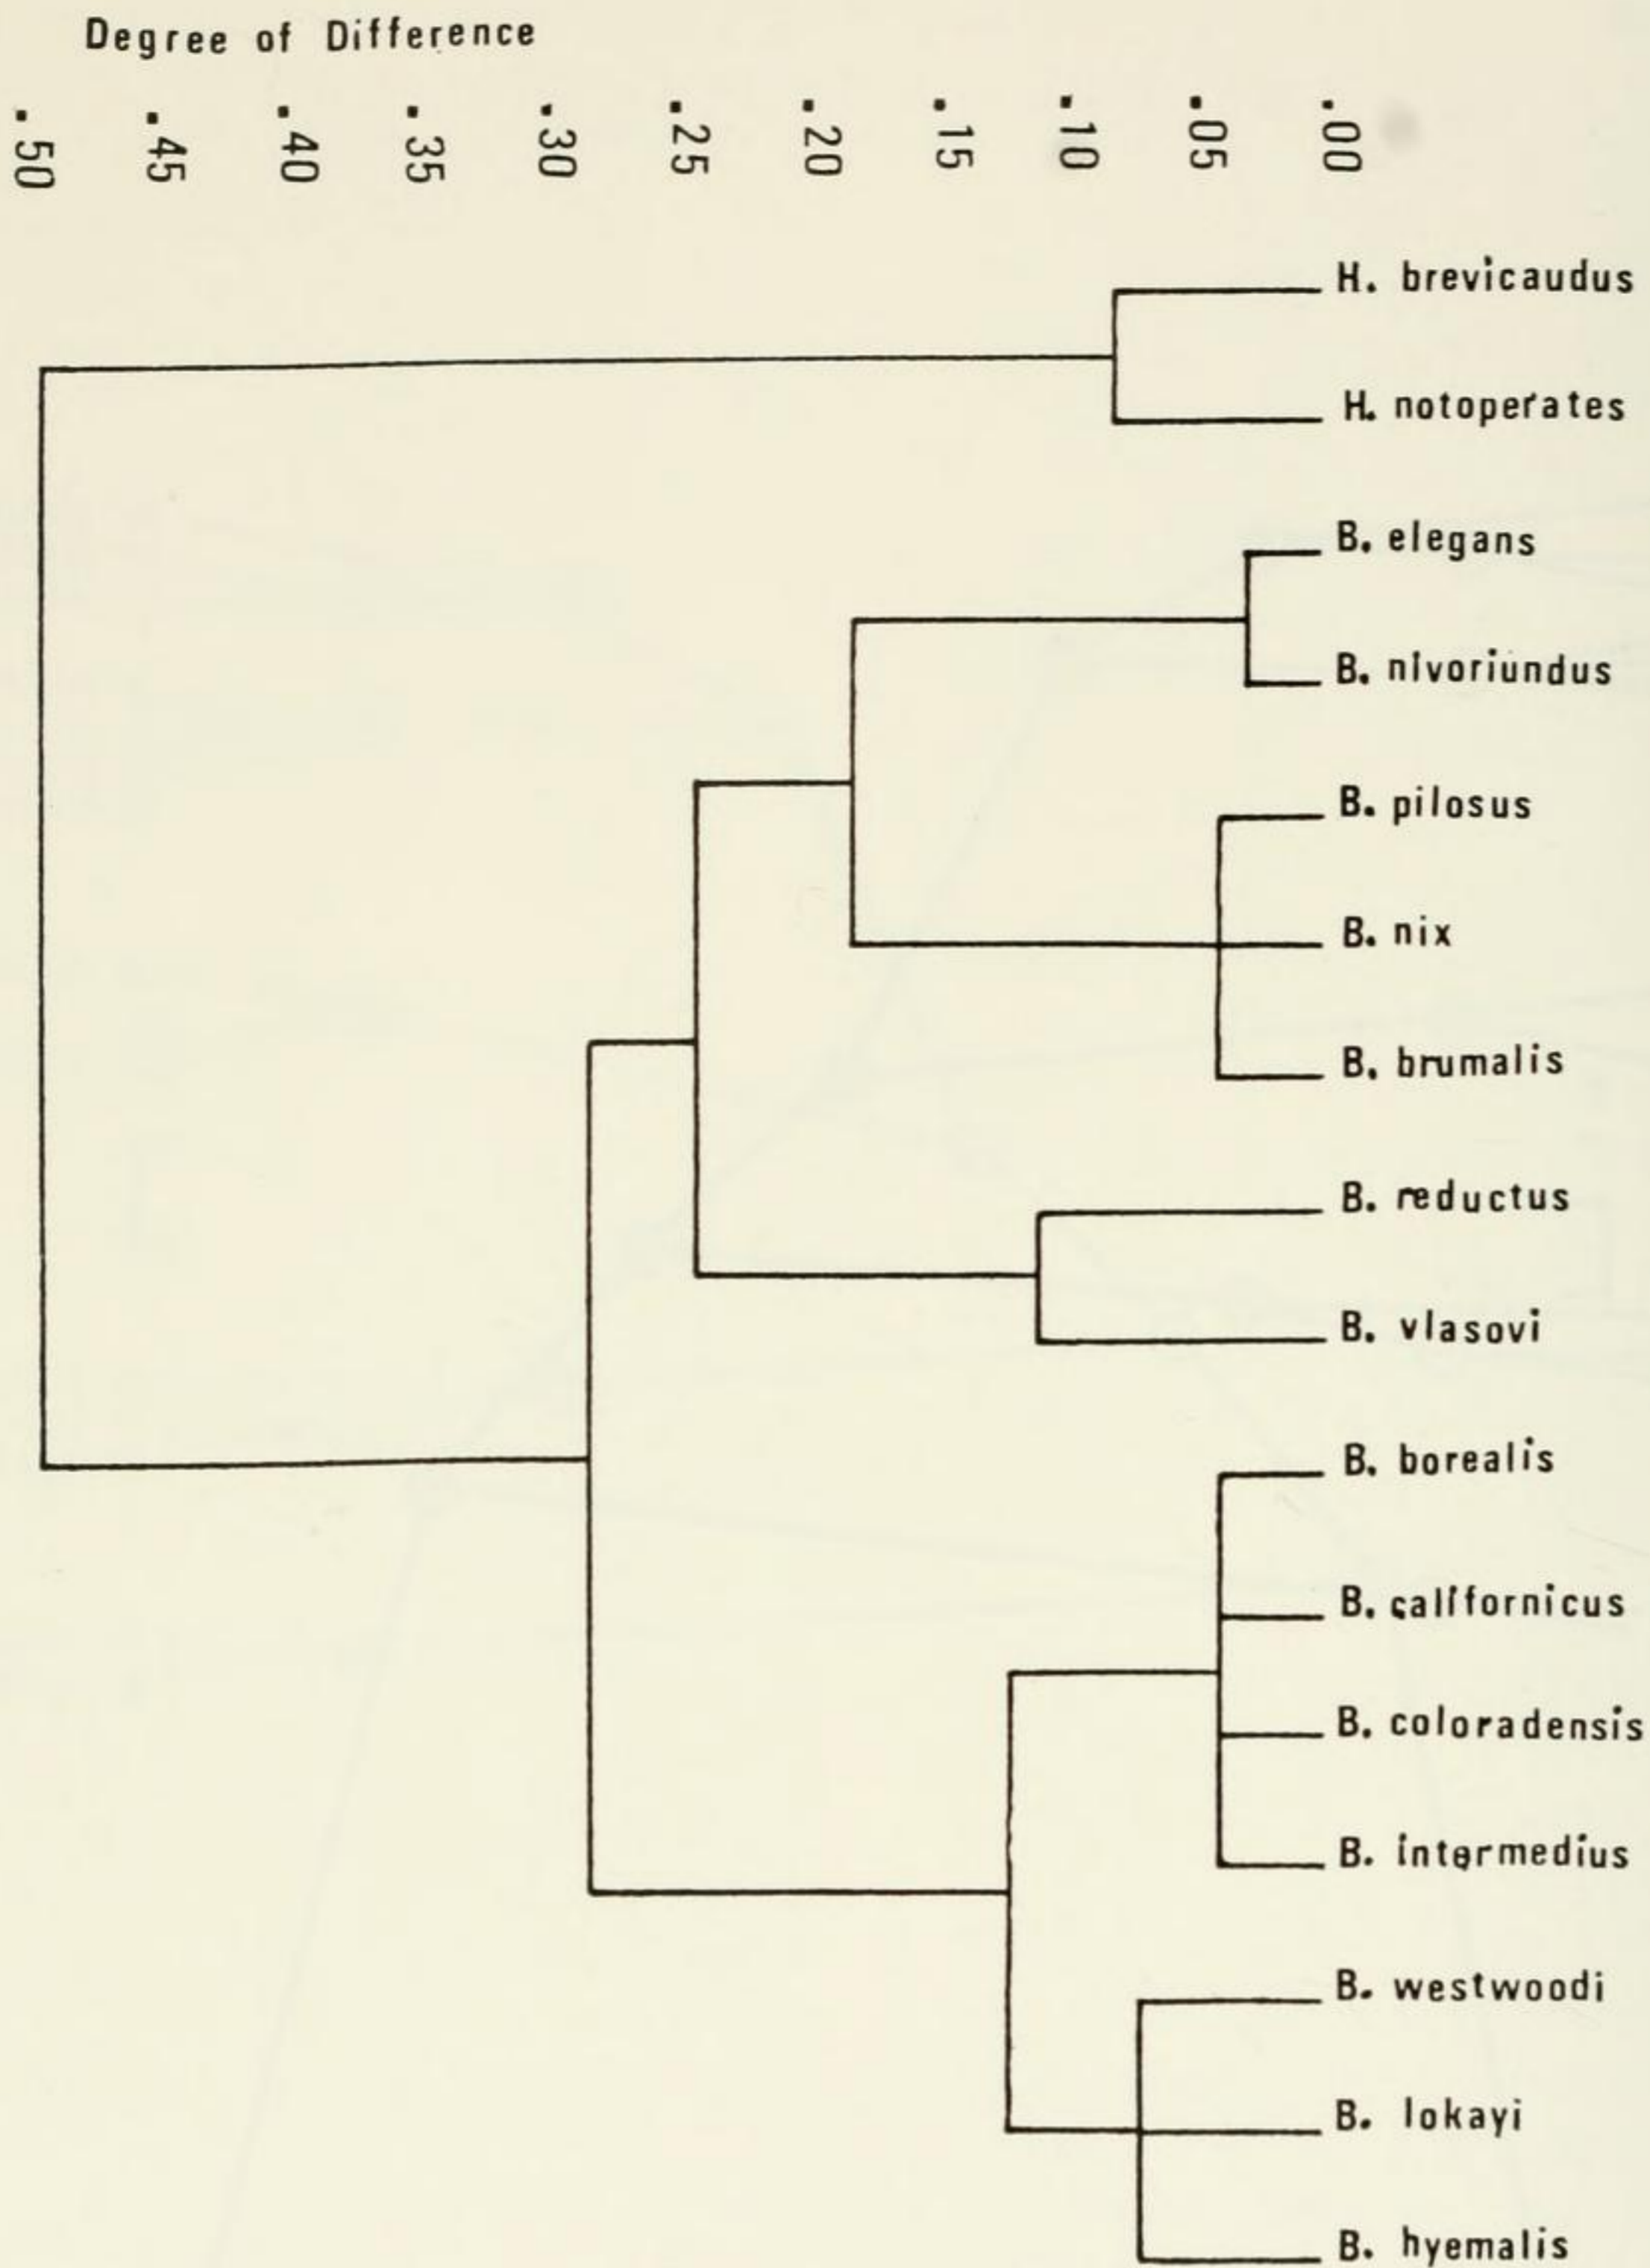 Degree of Difference
.50 .45 .40 .35 .30 .25 .20 .15 .10 .05 .00
H. brevicaudus
H. notoperates
B. elegans
B. nivoriundus
B. pilosus
B. nix
B. brumalis
B. reductus
B. vlasovi
B. borealis
B. californicus
B. coloradensis
B. intermedius
B. westwoodi
B. lokayi
B. hyemalis